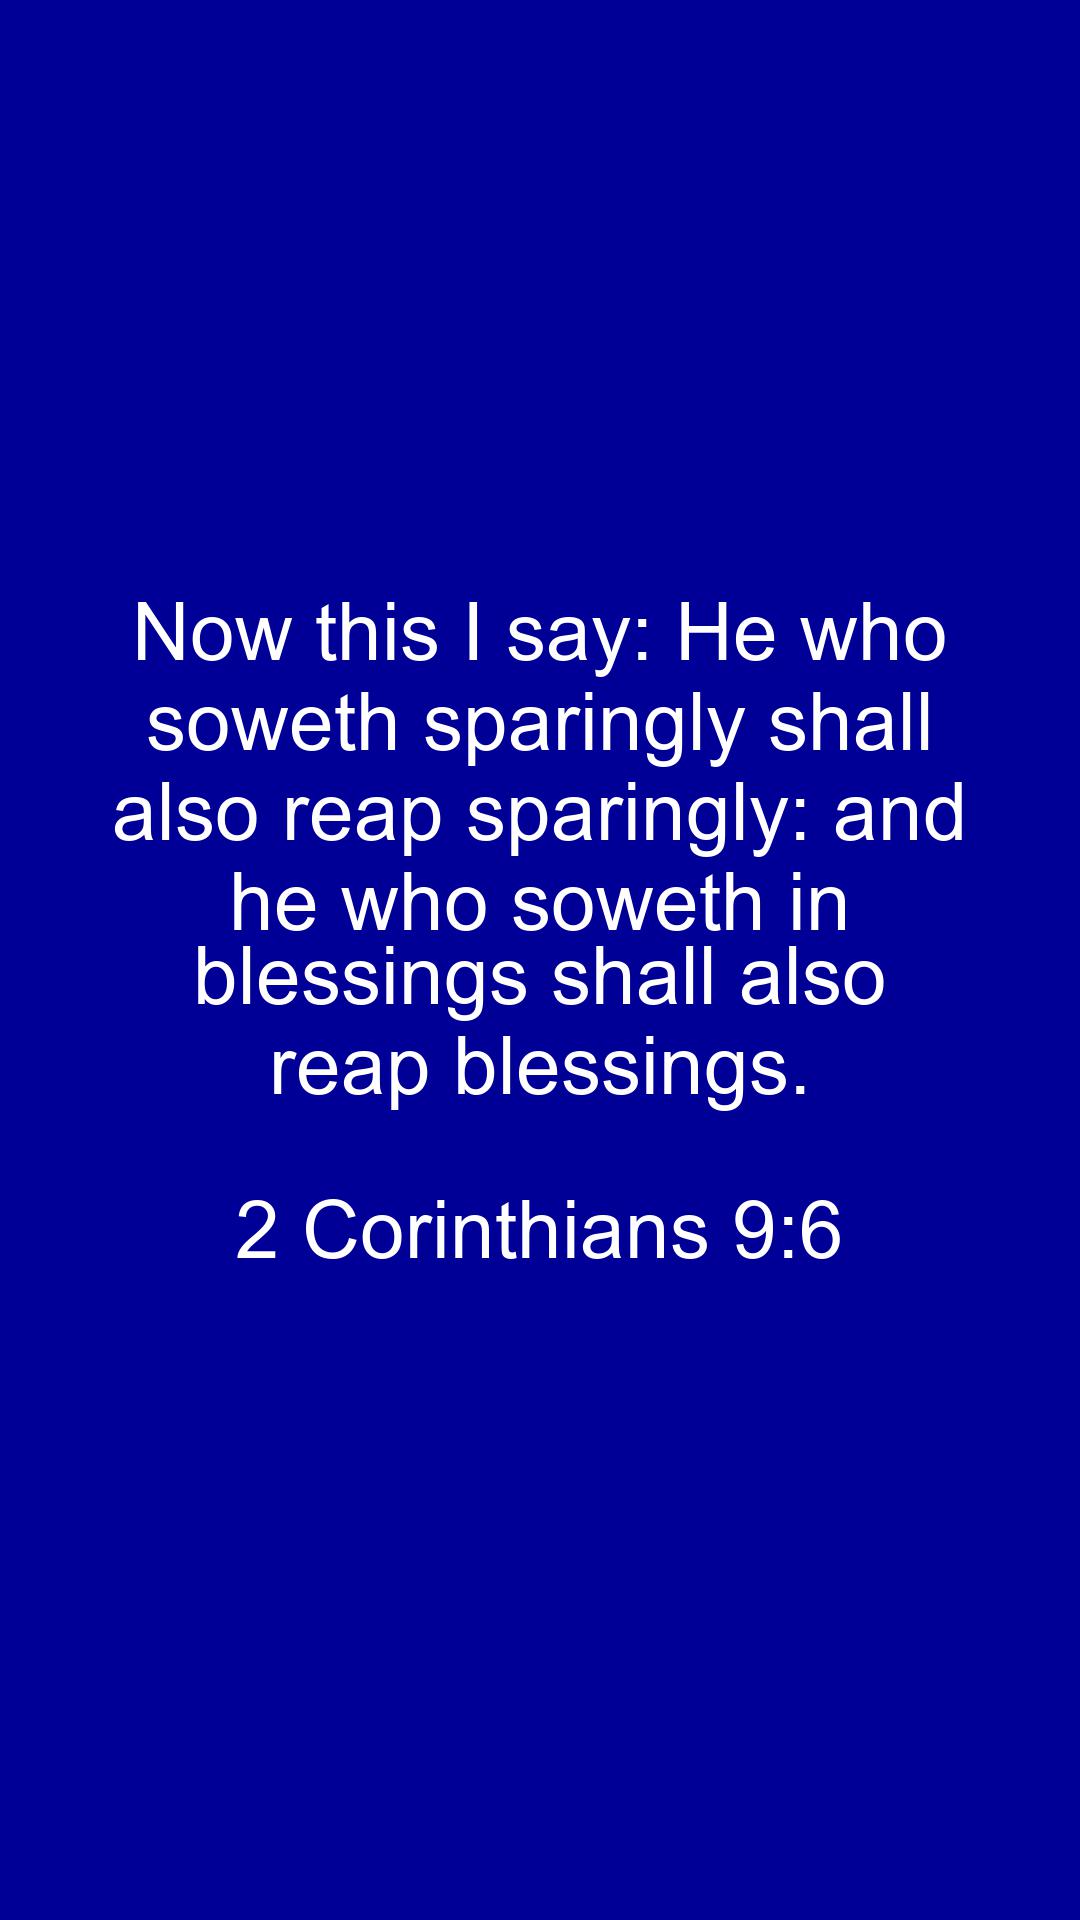 Now this I say: He who
soweth sparingly shall
also reap sparingly: and
he who soweth in
blessings shall also
reap blessings.
2 Corinthians 9:6